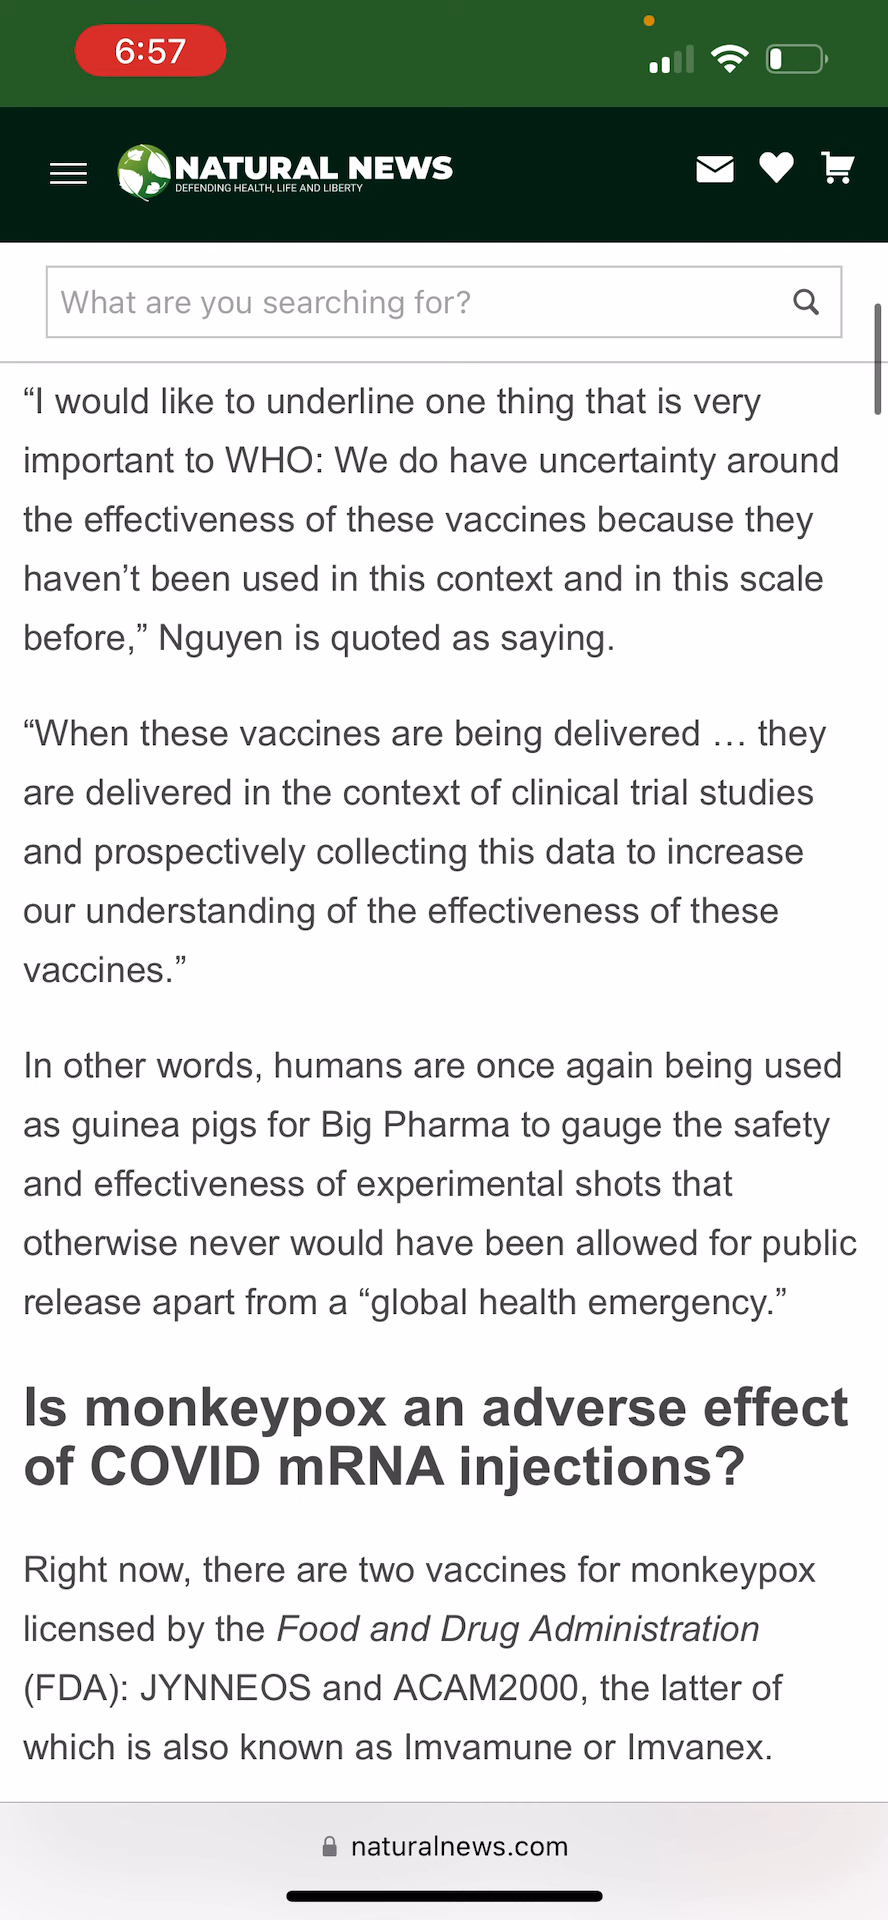 6:57
NATURAL NEWS
DEFENDING HEALTH, LIFE AND LIBERTY
What are you searching for?
“I would like to underline one thing that is very
important to WHO: We do have uncertainty around
the effectiveness of these vaccines because they
haven’t been used in this context and in this scale
before,” Nguyen is quoted as saying.
“When these vaccines are being delivered … they
are delivered in the context of clinical trial studies
and prospectively collecting this data to increase
our understanding of the effectiveness of these
vaccines.”
In other words, humans are once again being used
as guinea pigs for Big Pharma to gauge the safety
and effectiveness of experimental shots that
otherwise never would have been allowed for public
release apart from a “global health emergency.”
Is monkeypox an adverse effect
of COVID mRNA injections?
Right now, there are two vaccines for monkeypox
licensed by the Food and Drug Administration
(FDA): JYNNEOS and ACAM2000, the latter of
which is also known as Imvamune or Imvanex.
naturalnews.com